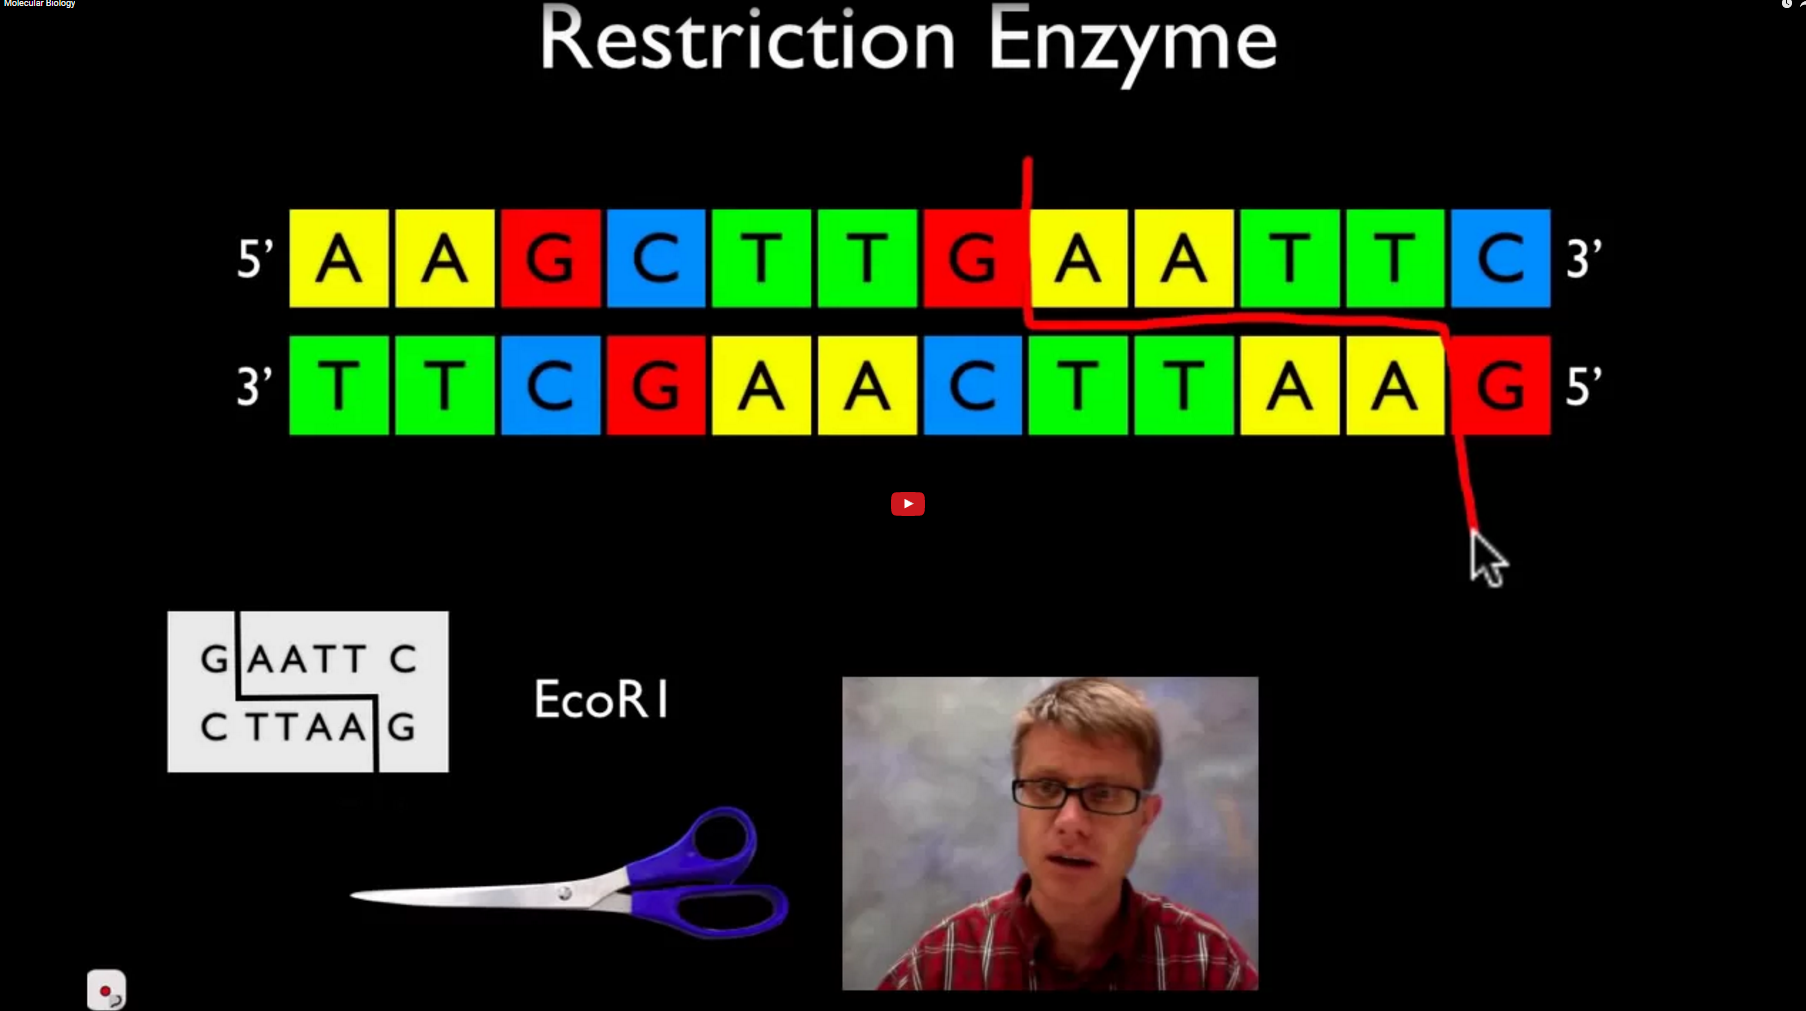 Molecular Biology
Restriction Enzyme
5’ A A G C T T G A A T T C 3’
3’ T T C G A A C T T A A G 5’
G AATT C
C TTAA G
EcoR1